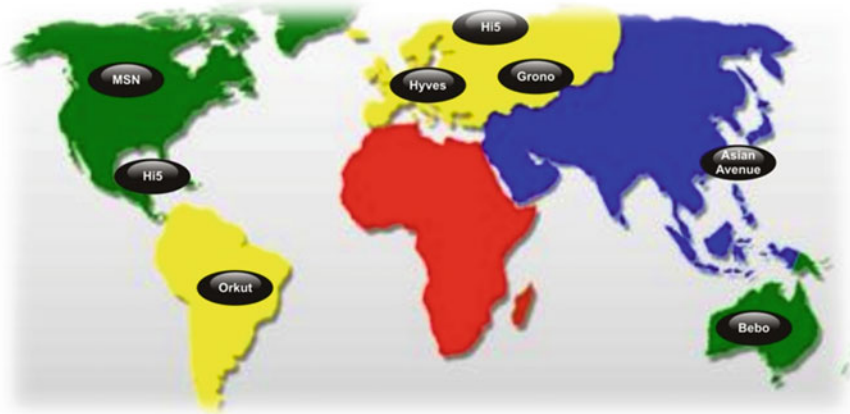 Hi5
MSN
Hyves
Grono
Hi5
Asian
Avenue
Orkut
Bebo